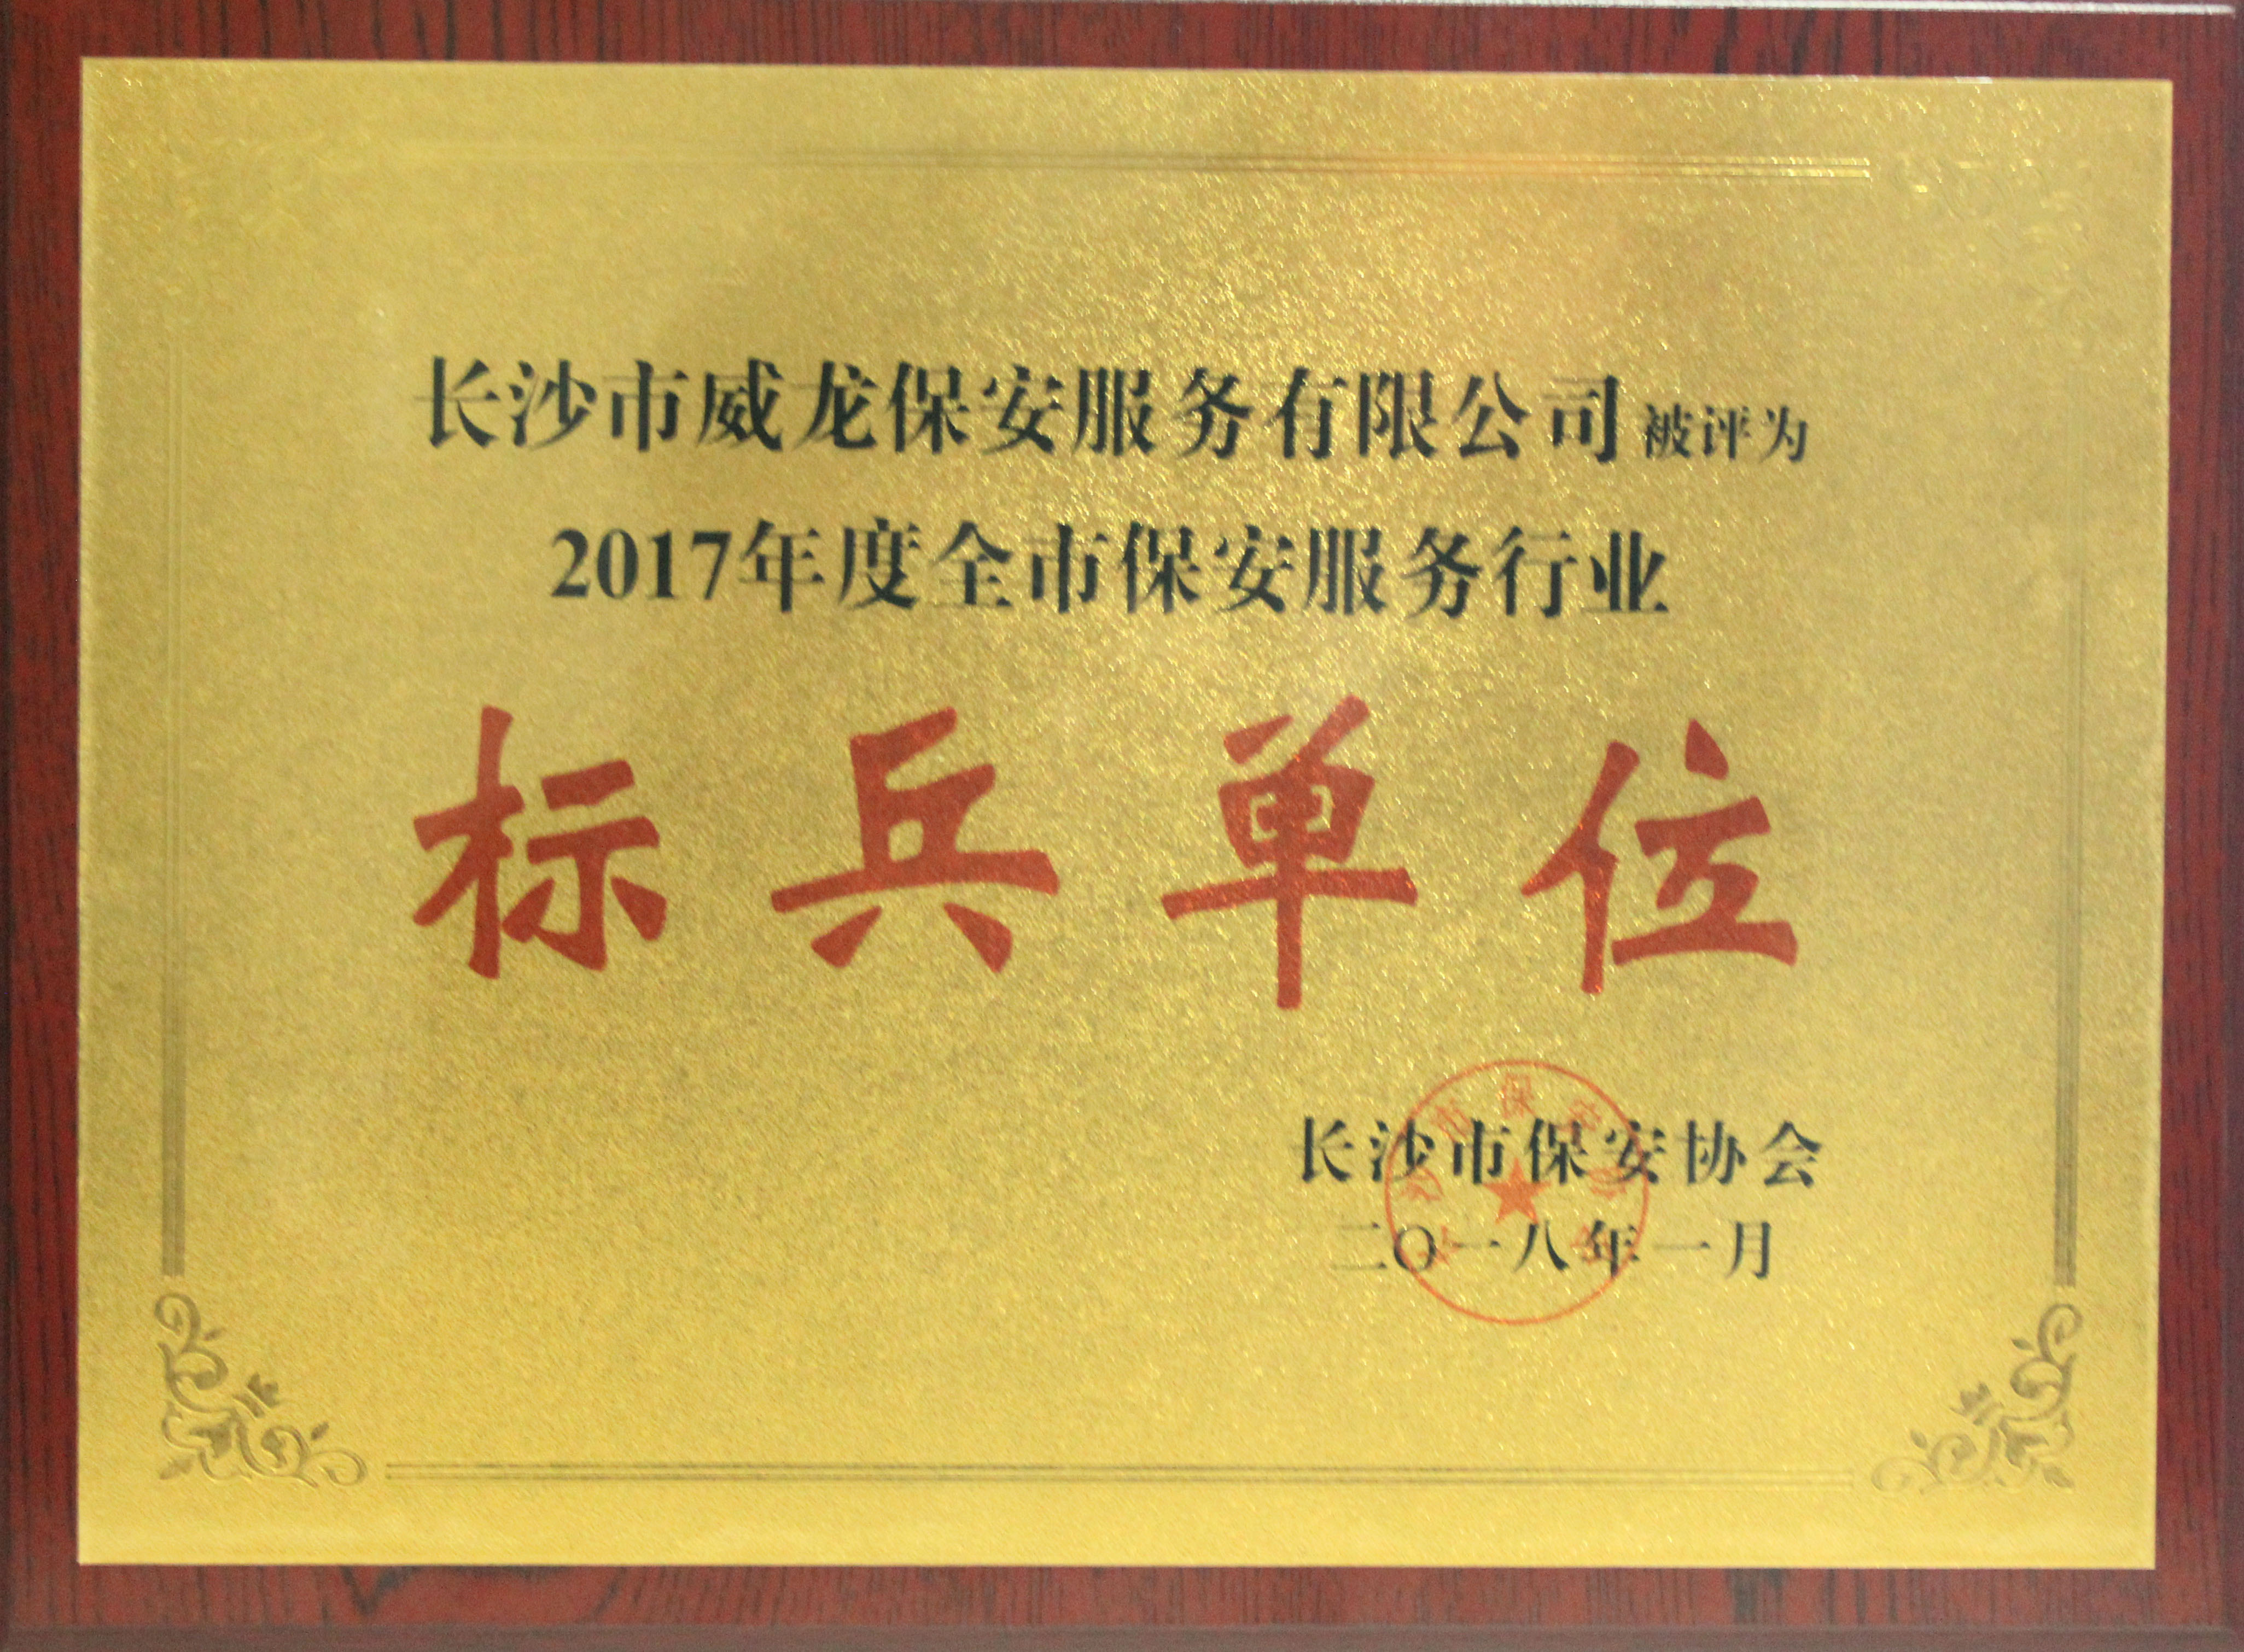 长沙市威龙保安服务有限公司被评为
2017年度全市保安服务行业
标兵单位
长沙市保安协会
二〇一八年一月